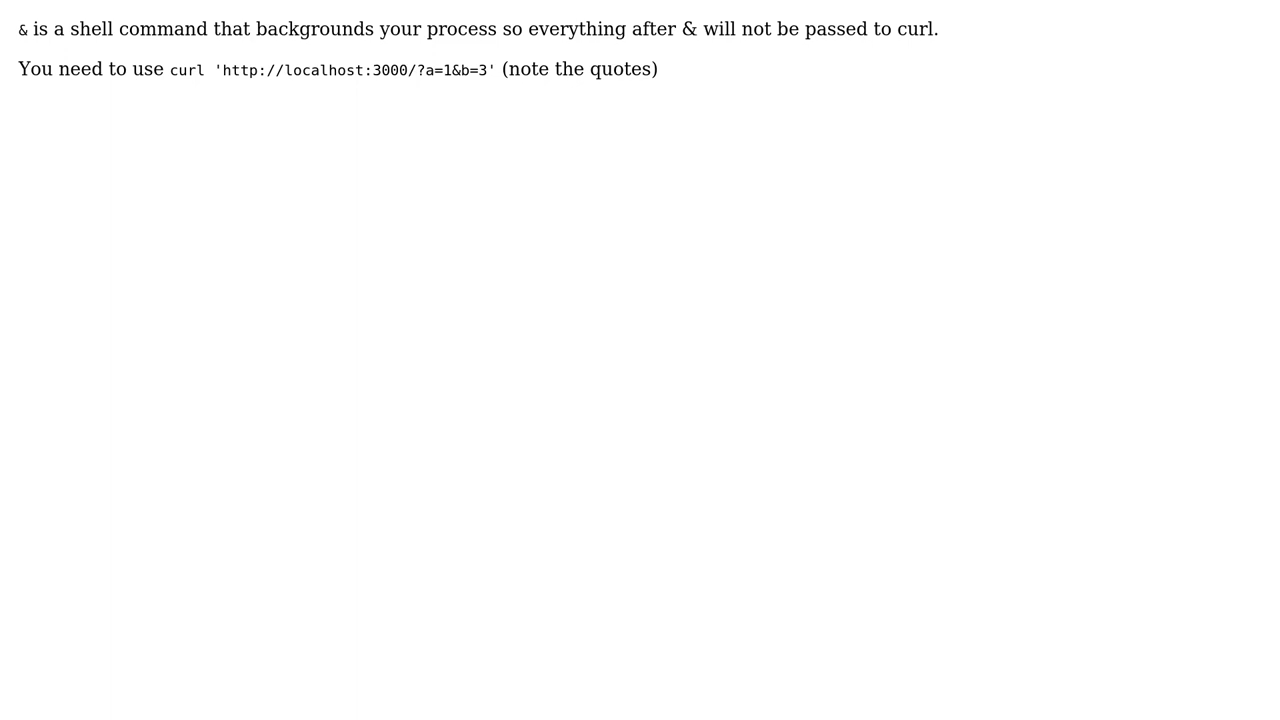 & is a shell command that backgrounds your process so everything after & will not be passed to curl.
You need to use curl 'http://localhost:3000/?a=1&b=3' (note the quotes)